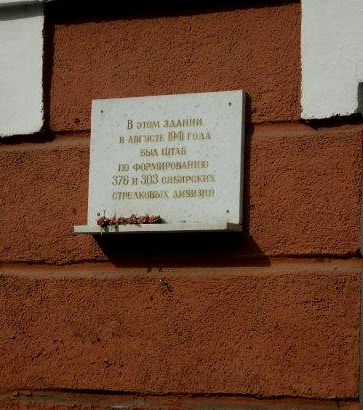 В этом здании
в августе 1941 года
был штаб
по формированию
376 и 303 сибирских
стрелковых дивизий